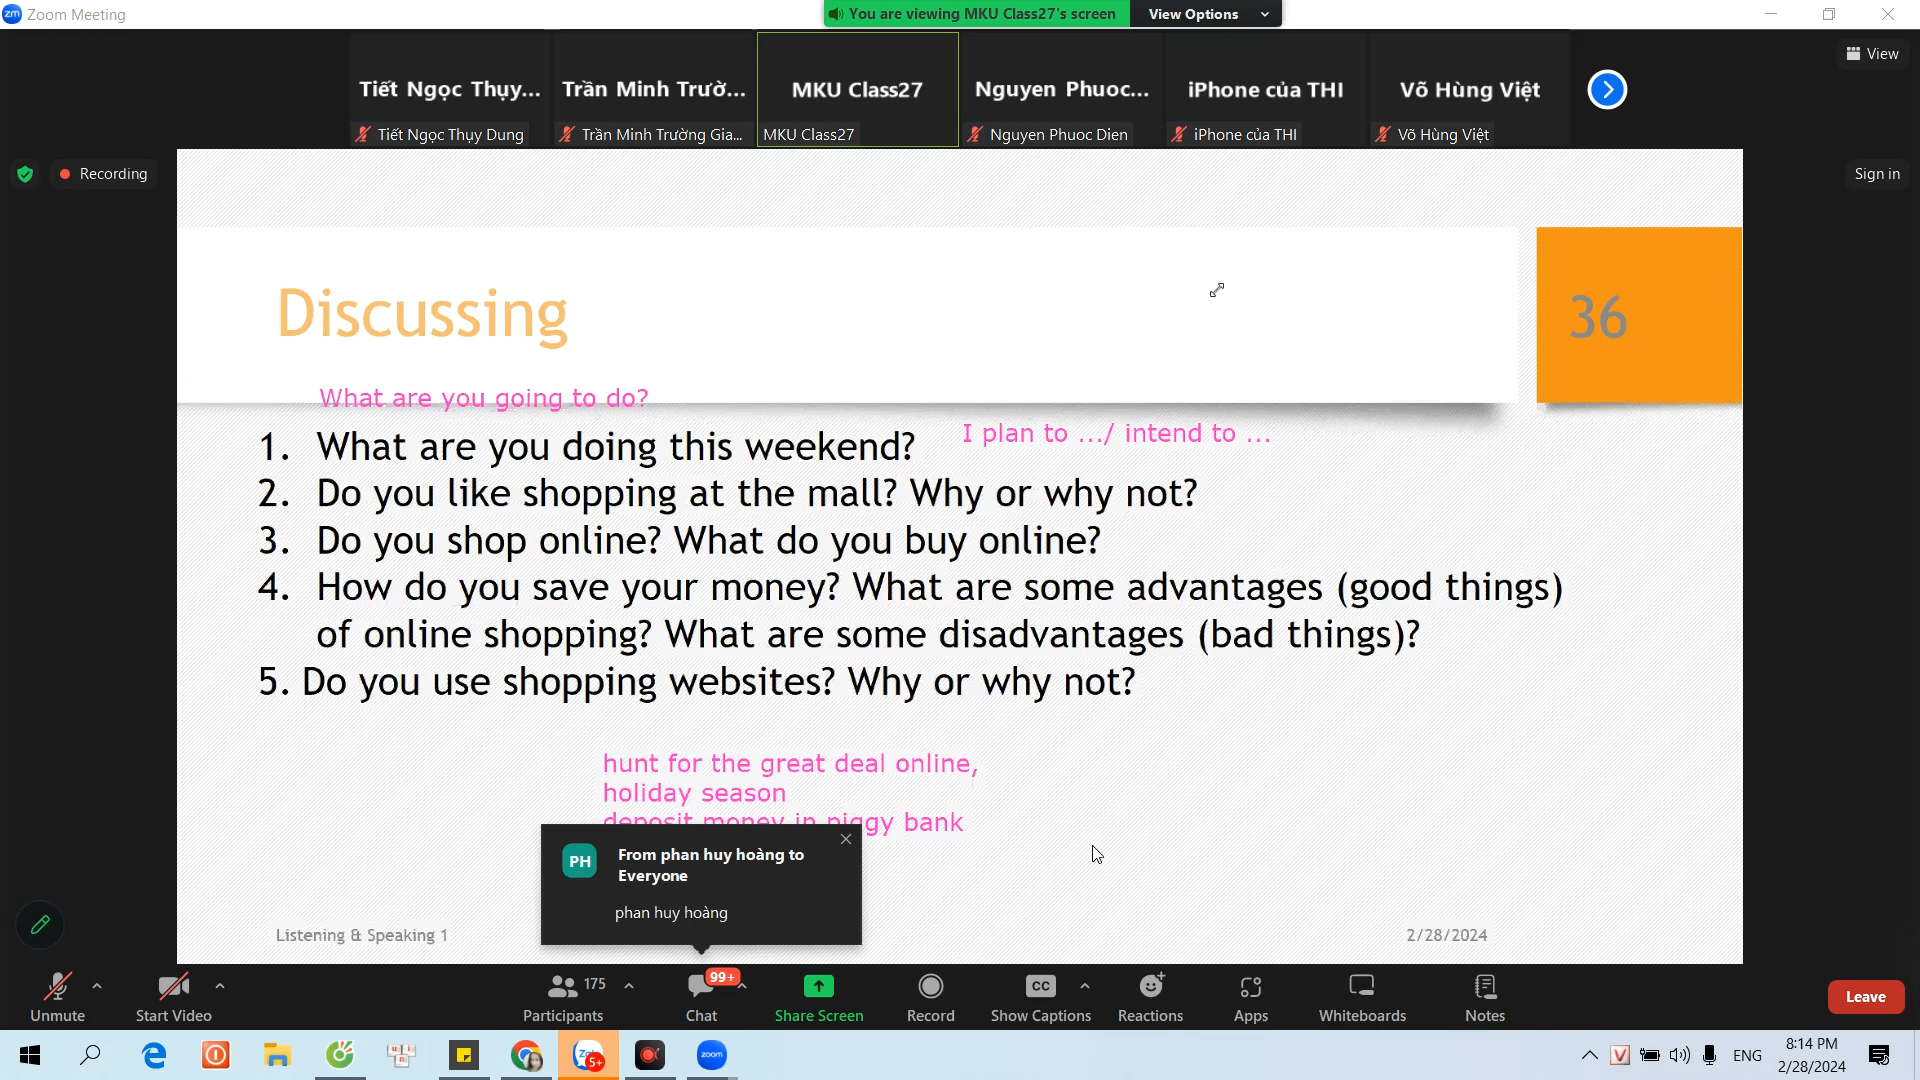 Zoom Meeting
You are viewing MKU Class27's screen
View Options
Tiết Ngọc Thụy... Trần Minh Trườ... MKU Class27 Nguyen Phuoc... iPhone của THI Võ Hùng Việt
View
Tiết Ngọc Thụy Dung Trần Minh Trường Gia... MKU Class27 Nguyen Phuoc Dien iPhone của THI Võ Hùng Việt
Recording
Sign in
Discussing
36
What are you going to do?
I plan to .../ intend to ...
1. What are you doing this weekend?
2. Do you like shopping at the mall? Why or why not?
3. Do you shop online? What do you buy online?
4. How do you save your money? What are some advantages (good things)
of online shopping? What are some disadvantages (bad things)?
5. Do you use shopping websites? Why or why not?
hunt for the great deal online,
holiday season
deposit money in piggy bank
PH
From phan huy hoàng to
Everyone
phan huy hoàng
Listening & Speaking 1
2/28/2024
175
99+
CC
Unmute Start Video Participants Chat Share Screen Record Show Captions Reactions Apps Whiteboards Notes
Leave
5+
zoom
ENG
8:14 PM
2/28/2024